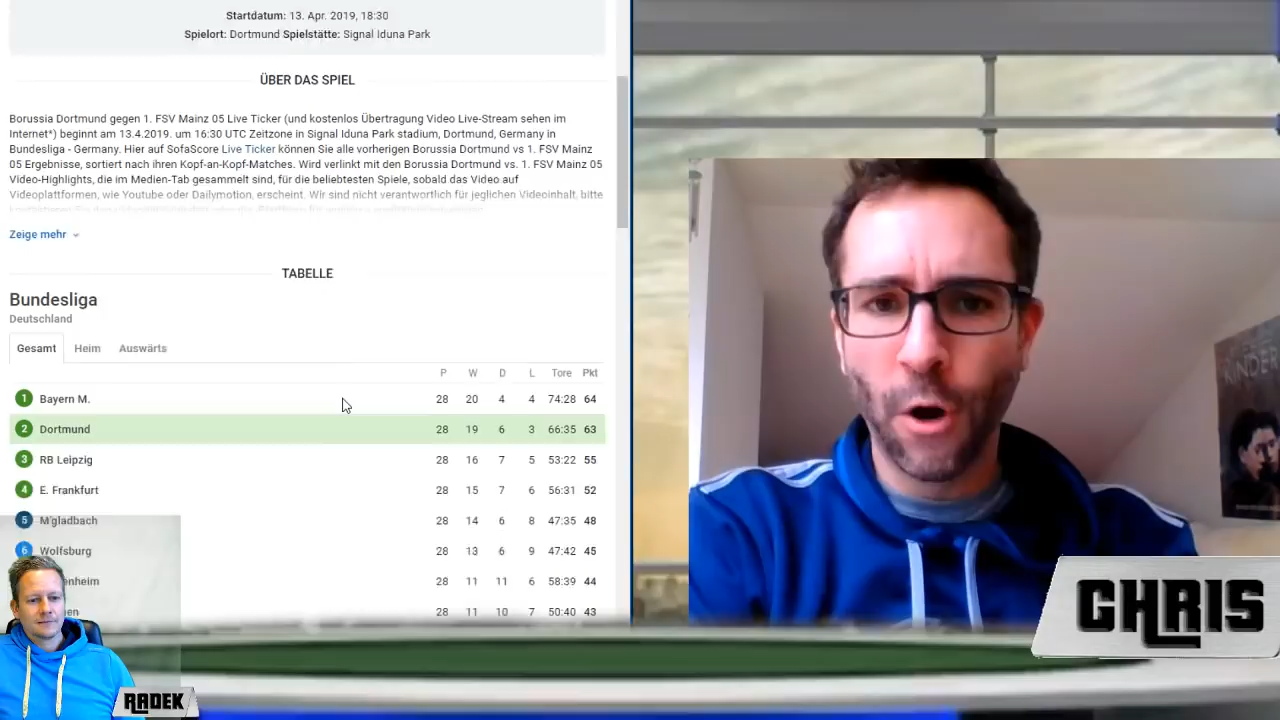 Startdatum: 13. Apr. 2019, 18:30
Spielort: Dortmund Spielstätte: Signal Iduna Park
ÜBER DAS SPIEL
Borussia Dortmund gegen 1. FSV Mainz 05 Live Ticker (und kostenlos Übertragung Video Live-Stream sehen im
Internet*) beginnt am 13.4.2019. um 16:30 UTC Zeitzone in Signal Iduna Park stadium, Dortmund, Germany in
Bundesliga - Germany. Hier auf SofaScore Live Ticker können Sie alle vorherigen Borussia Dortmund vs 1. FSV Mainz
05 Ergebnisse, sortiert nach ihren Kopf-an-Kopf-Matches. Wird verlinkt mit den Borussia Dortmund vs. 1. FSV Mainz 05
Video-Highlights, die im Medien-Tab gesammelt sind, für die beliebtesten Spiele, sobald das Video auf
Videoplattformen, wie Youtube oder Dailymotion, erscheint. Wir sind nicht verantwortlich für jeglichen Videoinhalt, bitte
Zeige mehr
TABELLE
Bundesliga
Deutschland
Gesamt Heim Auswärts
P W D L Tore Pkt
1 Bayern M. 28 20 4 4 74:28 64
2 Dortmund 28 19 6 3 66:35 63
3 RB Leipzig 28 16 7 5 53:22 55
4 E. Frankfurt 28 15 7 6 56:31 52
5 M'gladbach 28 14 6 8 47:35 48
6 Wolfsburg 28 13 6 9 47:42 45
enheim 28 11 11 6 58:39 44
en 28 11 10 7 50:40 43
KINDER
CHRIS
RADEK